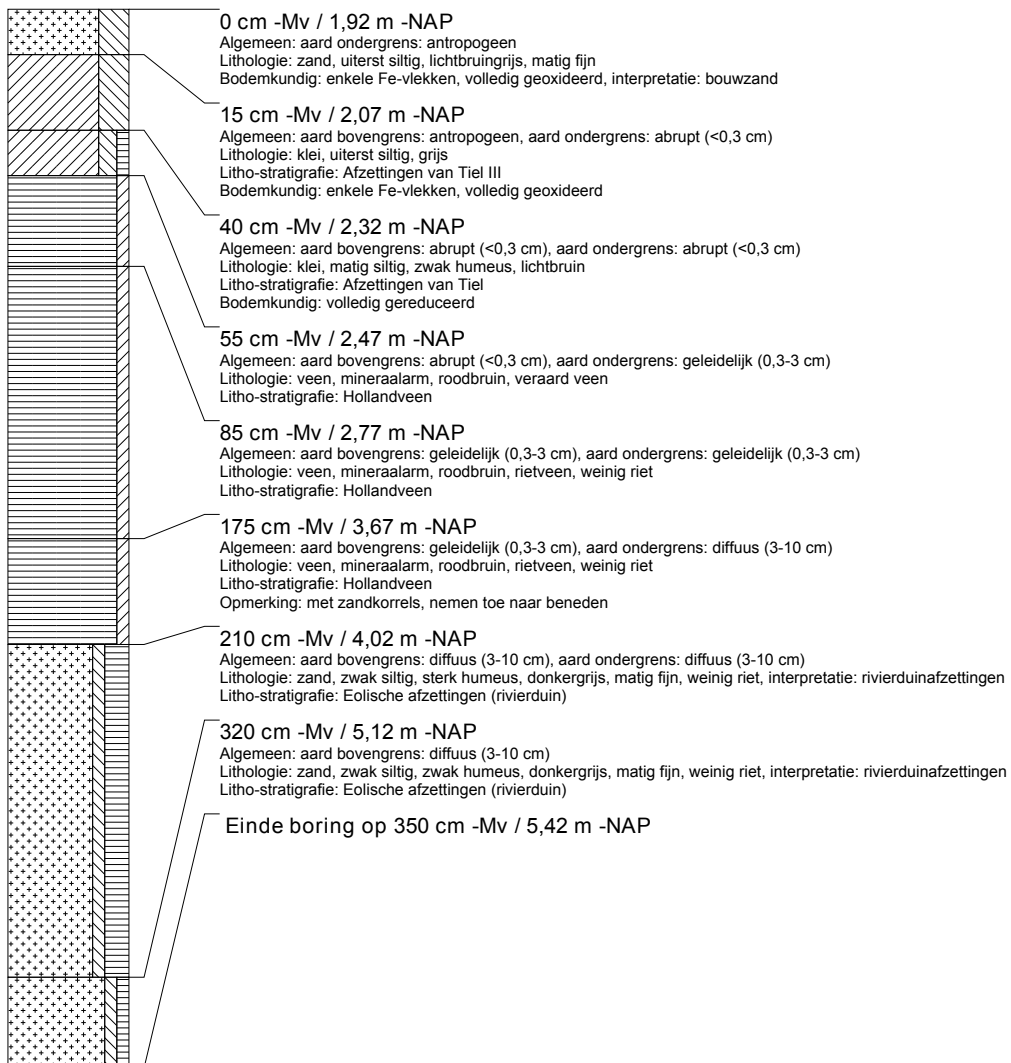 0 cm -Mv / 1,92 m -NAP
Algemeen: aard ondergrens: antropogeen
Lithologie: zand, uiterst siltig, lichtbruingrijs, matig fijn
Bodemkundig: enkele Fe-vlekken, volledig geoxideerd, interpretatie: bouwzand
15 cm -Mv / 2,07 m -NAP
Algemeen: aard bovengrens: antropogeen, aard ondergrens: abrupt (<0,3 cm)
Lithologie: klei, uiterst siltig, grijs
Litho-stratigrafie: Afzettingen van Tiel III
Bodemkundig: enkele Fe-vlekken, volledig geoxideerd
40 cm -Mv / 2,32 m -NAP
Algemeen: aard bovengrens: abrupt (<0,3 cm), aard ondergrens: abrupt (<0,3 cm)
Lithologie: klei, matig siltig, zwak humeus, lichtbruin
Litho-stratigrafie: Afzettingen van Tiel
Bodemkundig: volledig gereduceerd
55 cm -Mv / 2,47 m -NAP
Algemeen: aard bovengrens: abrupt (<0,3 cm), aard ondergrens: geleidelijk (0,3-3 cm)
Lithologie: veen, mineraalarm, roodbruin, veraard veen
Litho-stratigrafie: Hollandveen
85 cm -Mv / 2,77 m -NAP
Algemeen: aard bovengrens: geleidelijk (0,3-3 cm), aard ondergrens: geleidelijk (0,3-3 cm)
Lithologie: veen, mineraalarm, roodbruin, rietveen, weinig riet
Litho-stratigrafie: Hollandveen
175 cm -Mv / 3,67 m -NAP
Algemeen: aard bovengrens: geleidelijk (0,3-3 cm), aard ondergrens: diffuus (3-10 cm)
Lithologie: veen, mineraalarm, roodbruin, rietveen, weinig riet
Litho-stratigrafie: Hollandveen
Opmerking: met zandkorrels, nemen toe naar beneden
210 cm -Mv / 4,02 m -NAP
Algemeen: aard bovengrens: diffuus (3-10 cm), aard ondergrens: diffuus (3-10 cm)
Lithologie: zand, zwak siltig, sterk humeus, donkergrijs, matig fijn, weinig riet, interpretatie: rivierduinafzettingen
Litho-stratigrafie: Eolische afzettingen (rivierduin)
320 cm -Mv / 5,12 m -NAP
Algemeen: aard bovengrens: diffuus (3-10 cm)
Lithologie: zand, zwak siltig, zwak humeus, donkergrijs, matig fijn, weinig riet, interpretatie: rivierduinafzettingen
Litho-stratigrafie: Eolische afzettingen (rivierduin)
Einde boring op 350 cm -Mv / 5,42 m -NAP